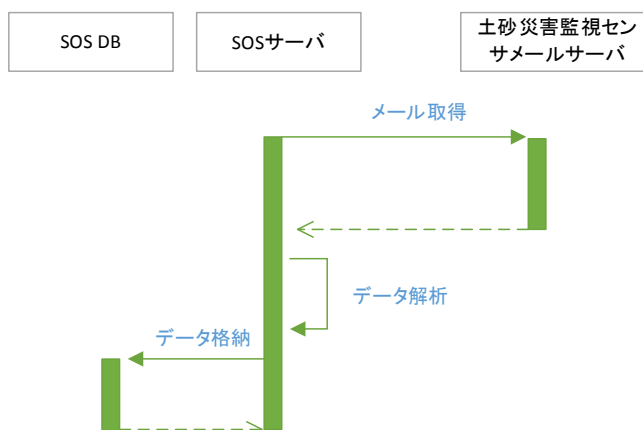 SOS DB
SOSサーバ
土砂災害監視セン
サメールサーバ
メール取得
データ解析
データ格納